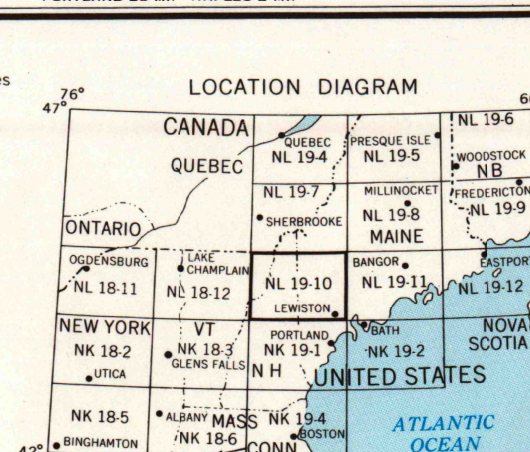 LOCATION DIAGRAM
76°
47°
CANADA
QUEBEC
QUEBEC
NL 19-4
PRESQUE ISLE
NL 19-5
NL 19-6
WOODSTOCK
NB
NL 19-7
SHERBROOKE
MILLINOCKET
NL 19-8
MAINE
FREDERICTON
NL 19-9
ONTARIO
OGDENSBURG
NL 18-11
LAKE
CHAMPLAIN
NL 18-12
NL 19-10
LEWISTON
BANGOR
NL 19-11
EASTPORT
NL 19-12
NEW YORK
NK 18-2
UTICA
VT
NK 18-3
GLENS FALLS
PORTLAND
NK 19-1
NH
BATH
NK 19-2
NOVA
SCOTIA
UNITED STATES
NK 18-5
BINGHAMTON
ALBANY
NK 18-6
MASS
NK 19-4
BOSTON
CONN
ATLANTIC
OCEAN